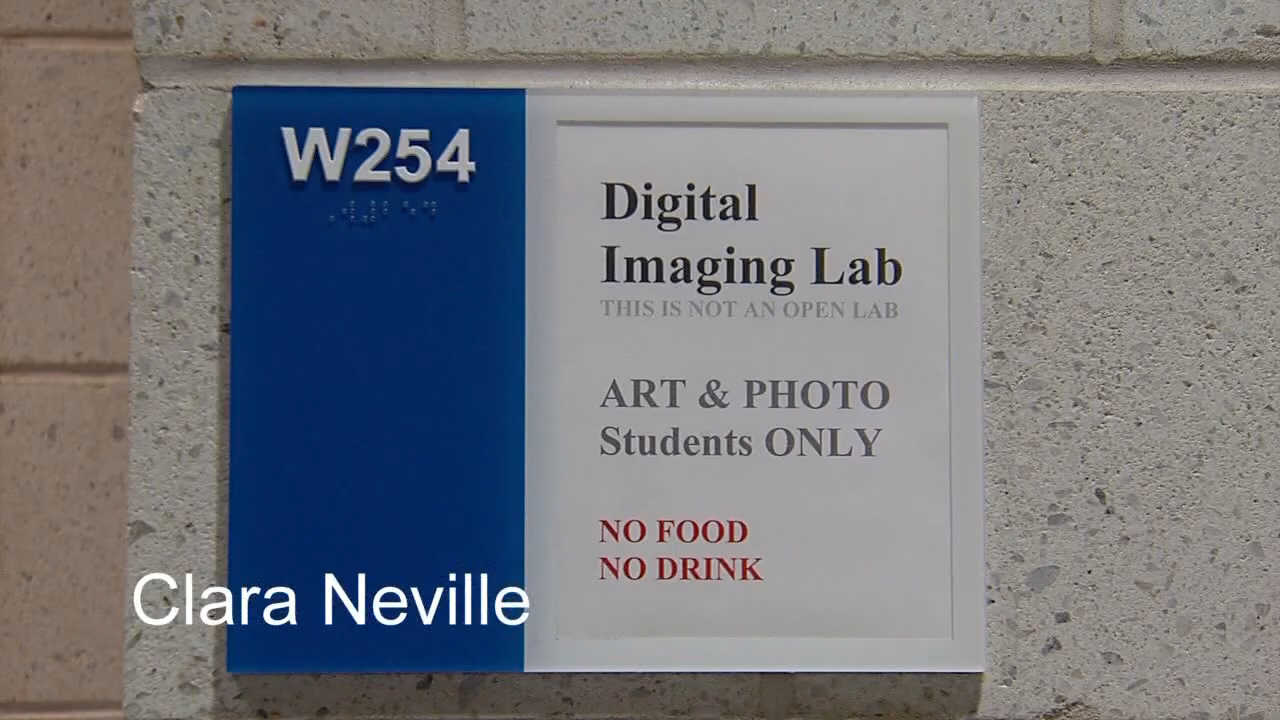 W254
Digital
Imaging Lab
THIS IS NOT AN OPEN LAB
ART & PHOTO
Students ONLY
NO FOOD
NO DRINK
Clara Neville